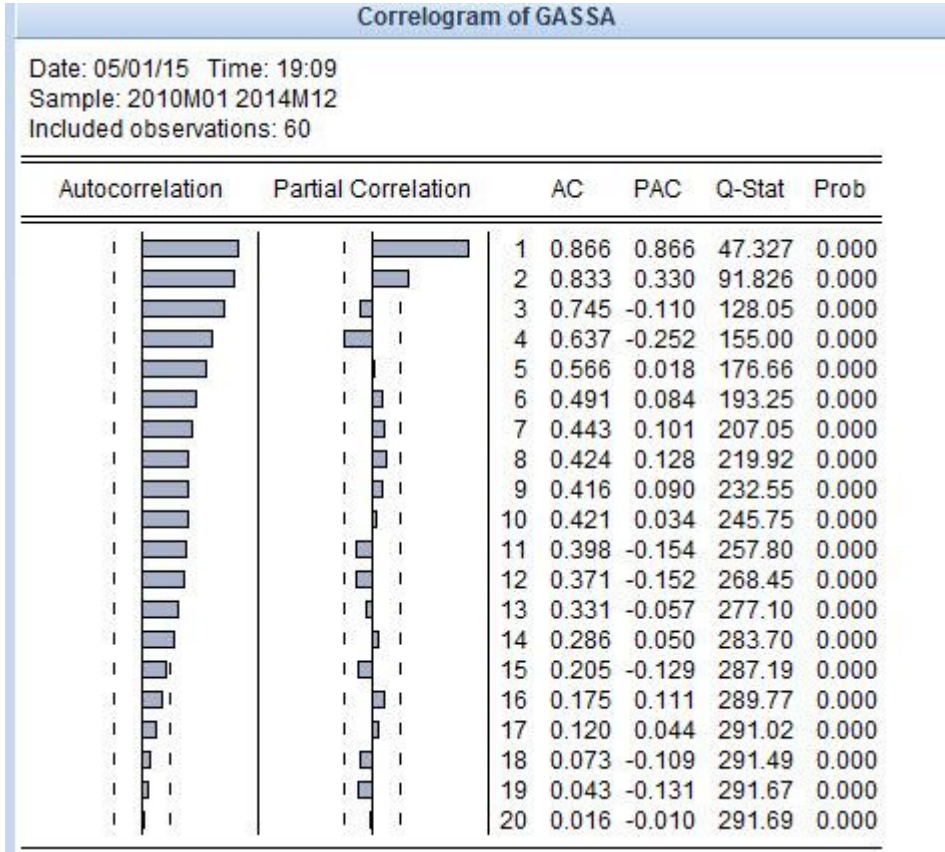 Correlogram of GASSA
Date: 05/01/15 Time: 19:09
Sample: 2010M01 2014M12
Included observations: 60
Autocorrelation Partial Correlation AC PAC Q-Stat Prob
1 0.866 0.866 47.327 0.000
2 0.833 0.330 91.826 0.000
3 0.745 -0.110 128.05 0.000
4 0.637 -0.252 155.00 0.000
5 0.566 0.018 176.66 0.000
6 0.491 0.084 193.25 0.000
7 0.443 0.101 207.05 0.000
8 0.424 0.128 219.92 0.000
9 0.416 0.090 232.55 0.000
10 0.421 0.034 245.75 0.000
11 0.398 -0.154 257.80 0.000
12 0.371 -0.152 268.45 0.000
13 0.331 -0.057 277.10 0.000
14 0.286 0.050 283.70 0.000
15 0.205 -0.129 287.19 0.000
16 0.175 0.111 289.77 0.000
17 0.120 0.044 291.02 0.000
18 0.073 -0.109 291.49 0.000
19 0.043 -0.131 291.67 0.000
20 0.016 -0.010 291.69 0.000